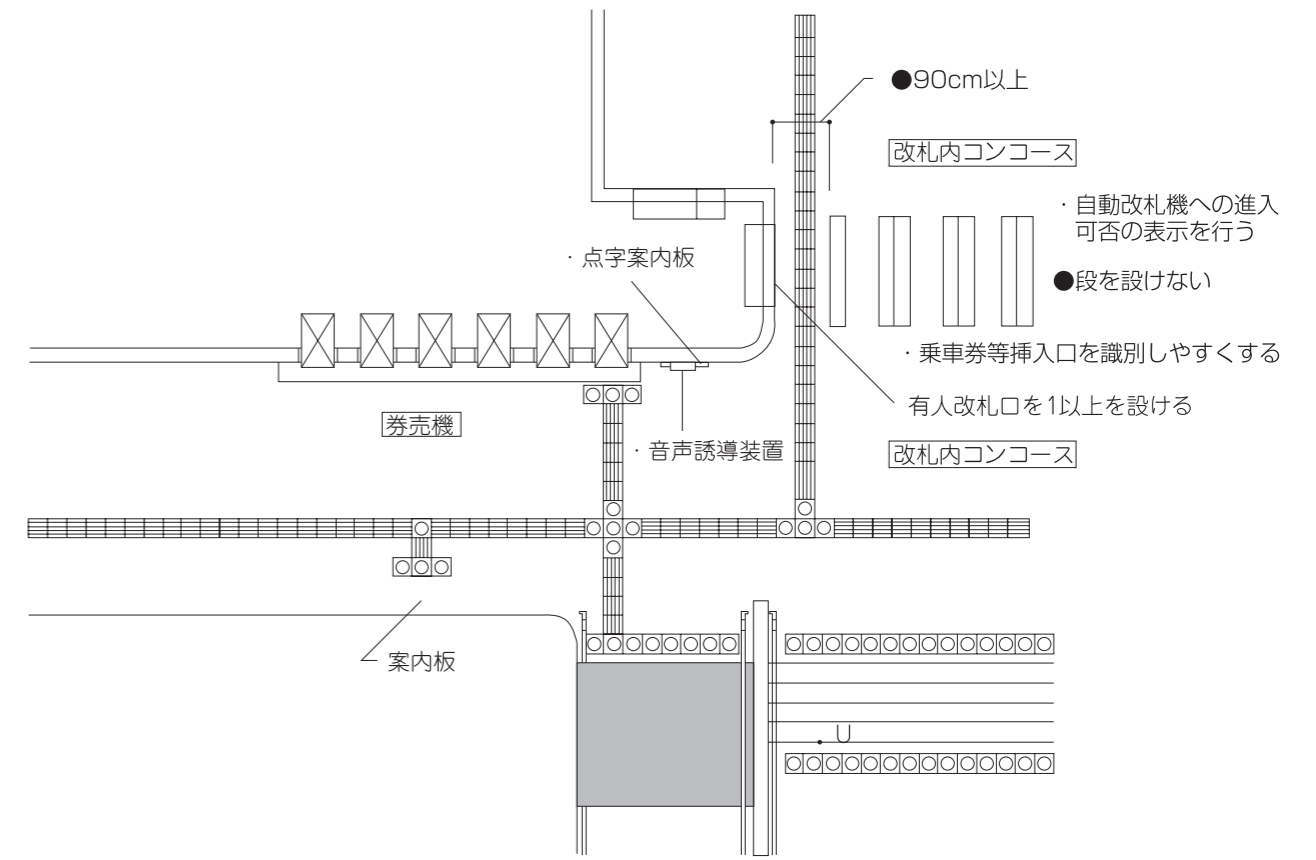 ●90cm以上
改札内コンコース
・自動改札機への進入
可否の表示を行う
・点字案内板
●段を設けない
・乗車券等挿入口を識別しやすくする
有人改札口を1以上を設ける
券売機
・音声誘導装置
改札内コンコース
案内板
U